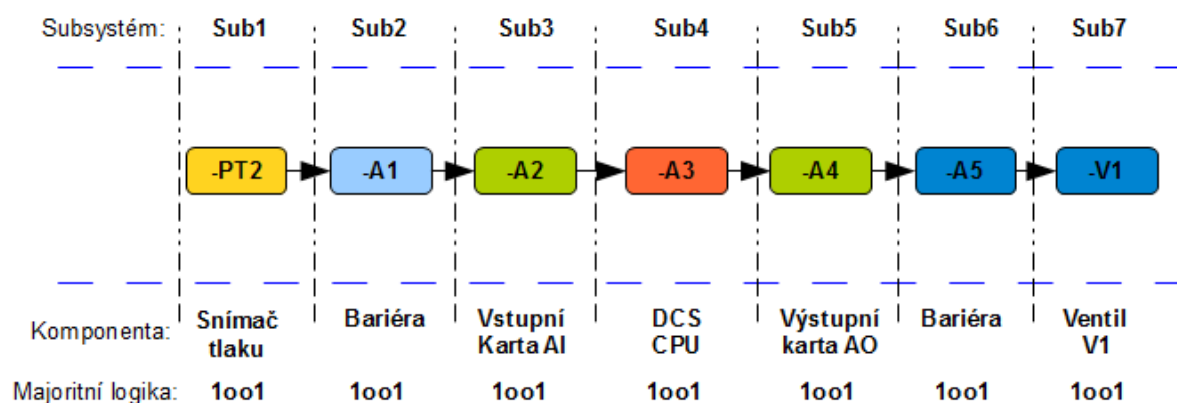 Subsystém: Sub1 Sub2 Sub3 Sub4 Sub5 Sub6 Sub7
-PT2 -A1 -A2 -A3 -A4 -A5 -V1
Komponenta: Snímač Bariéra Vstupní DCS Výstupní Bariéra Ventil
tlaku Karta AI CPU karta AO V1
Majoritní logika: 1oo1 1oo1 1oo1 1oo1 1oo1 1oo1 1oo1